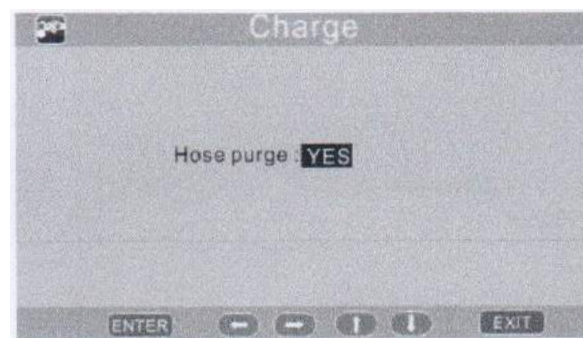 Charge
Hose purge : YES
ENTER ← → ↑ ↓ EXIT